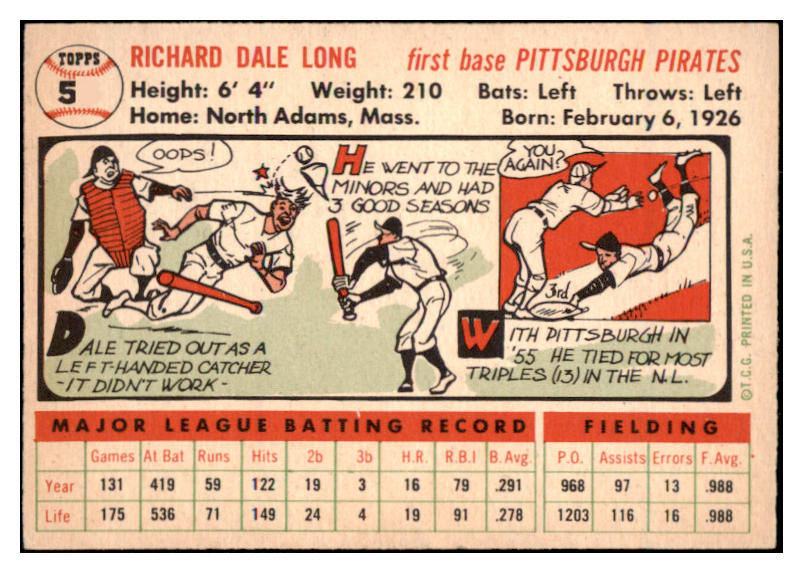 TOPPS
5
RICHARD DALE LONG
first base PITTSBURGH PIRATES
Height: 6' 4" Weight: 210 Bats: Left Throws: Left
Home: North Adams, Mass. Born: February 6, 1926
OOPS!
DALE TRIED OUT AS A
LEFT-HANDED CATCHER
-IT DIDN'T WORK-
HE WENT TO THE
MINORS AND HAD
3 GOOD SEASONS
YOU
AGAIN?
3rd
WITH PITTSBURGH IN
'55 HE TIED FOR MOST
TRIPLES (13) IN THE N.L.
©T.C.G. PRINTED IN U.S.A.
MAJOR LEAGUE BATTING RECORD
Games At Bat Runs Hits 2b 3b H.R. R.B.I B. Avg.
Year 131 419 59 122 19 3 16 79 .291
Life 175 536 71 149 24 4 19 91 .278
FIELDING
P.O. Assists Errors F. Avg.
968 97 13 .988
1203 116 16 .988